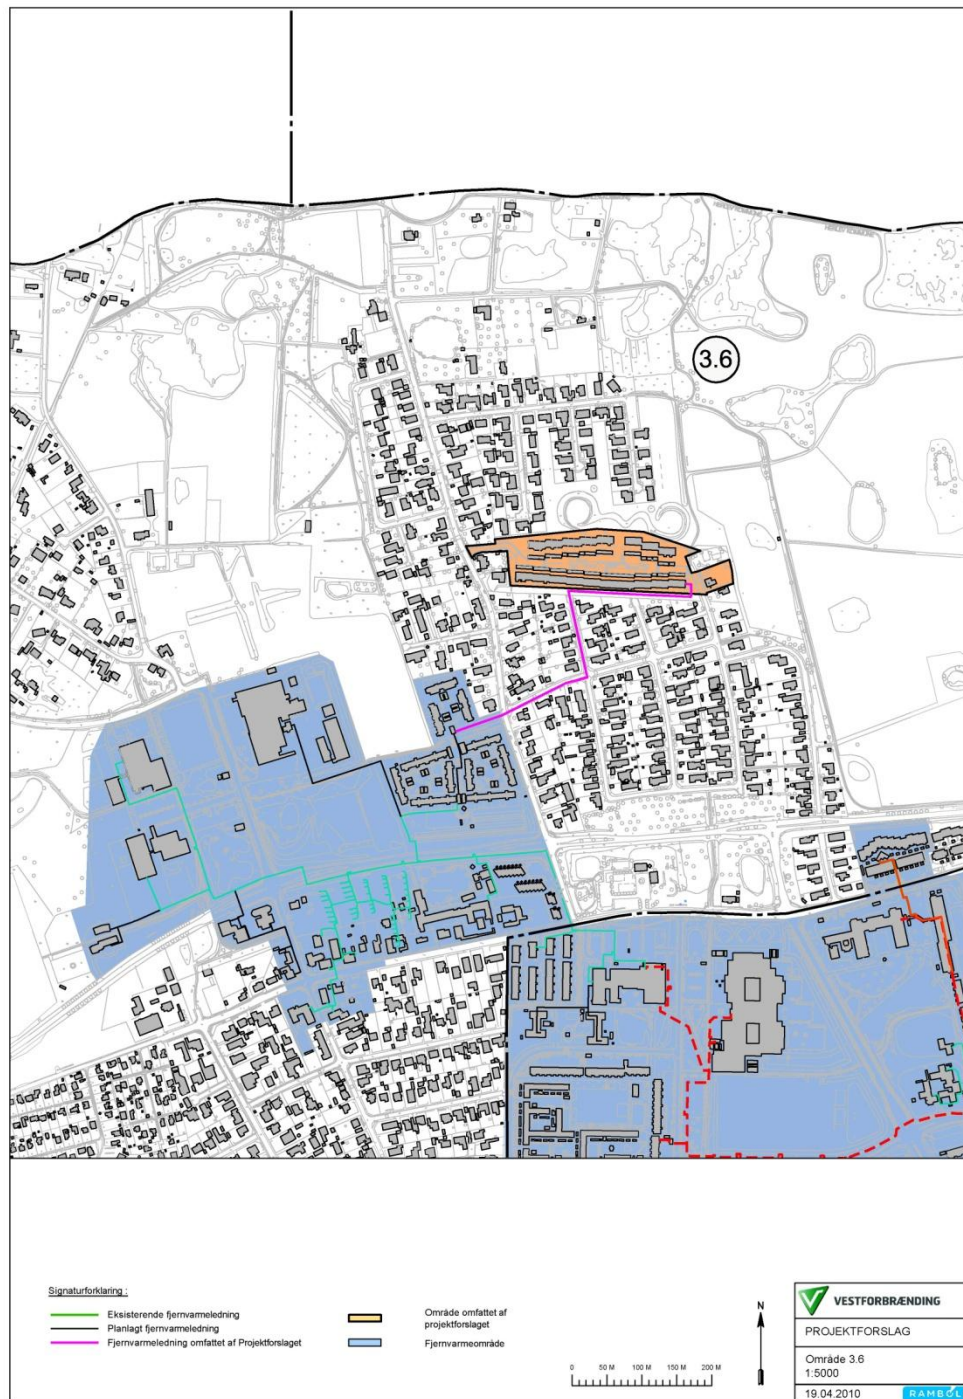 3.6
Signaturforklaring :
Eksisterende fjernvarmeledning
Planlagt fjernvarmeledning
Fjernvarmeledning omfattet af Projektforslaget
Område omfattet af
projektforslaget
Fjernvarmeområde
N
0 50 M 100 M 150 M 200 M
VESTFORBRÆNDING
PROJEKTFORSLAG
Område 3.6
1:5000
19.04.2010